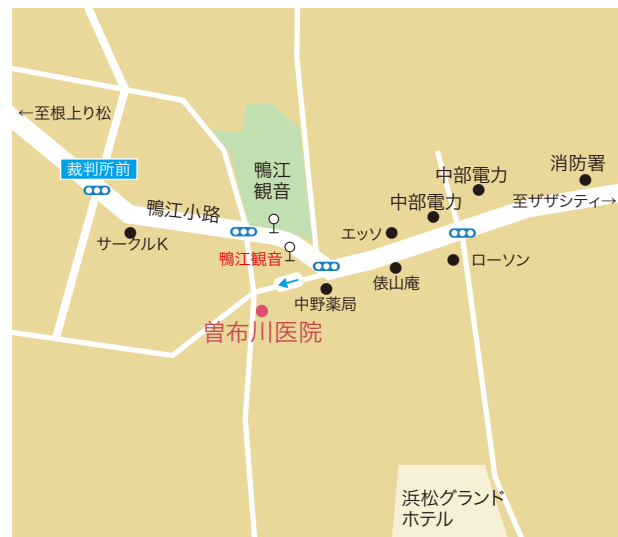 ←至根上り松
裁判所前
鴨江小路
サークルK
鴨江
観音
鴨江観音
曽布川医院
中野薬局
エッソ
俵山庵
中部電力
中部電力
ローソン
消防署
至ザザシティ→
浜松グランド
ホテル